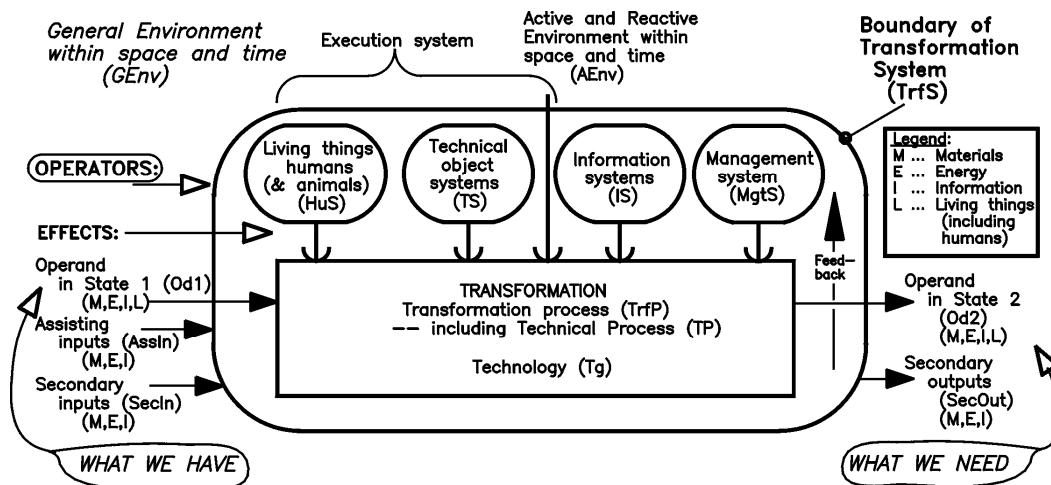 General Environment
within space and time
(GEnv)
Execution system
Active and Reactive
Environment within
space and time
(AEnv)
Boundary of
Transformation
System
(TrfS)
OPERATORS:
Living things
humans
(& animals)
(HuS)
Technical
object
systems
(TS)
Information
systems
(IS)
Management
system
(MgtS)
Legend:
M ... Materials
E ... Energy
I ... Information
L ... Living things
(including
humans)
EFFECTS:
Feed-
back
Operand
in State 1 (Od1)
(M,E,I,L)
Assisting
inputs (AssIn)
(M,E,I)
Secondary
inputs (SecIn)
(M,E,I)
TRANSFORMATION
Transformation process (TrfP)
-- including Technical Process (TP)
Technology (Tg)
Operand
in State 2
(Od2)
(M,E,I,L)
Secondary
outputs
(SecOut)
(M,E,I)
WHAT WE HAVE
WHAT WE NEED